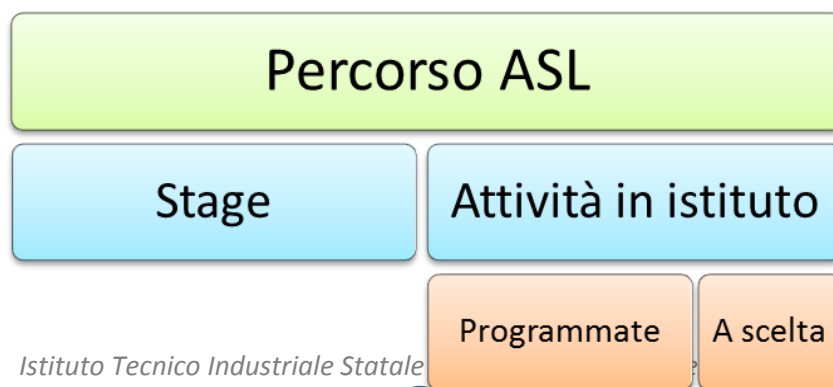 Percorso ASL
Stage Attività in istituto
Programmate A scelta
Istituto Tecnico Industriale Statale